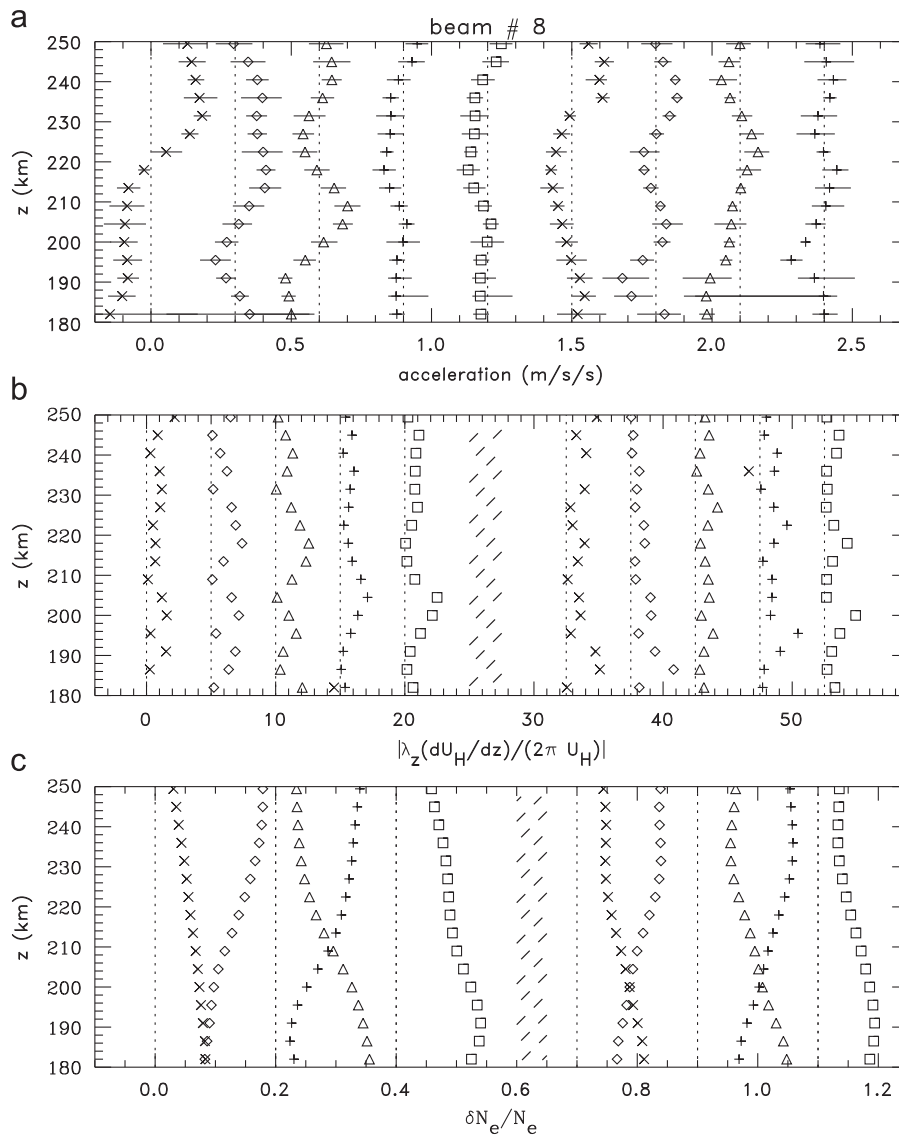 a
beam # 8
250
240
230
220
210
200
190
180
z (km)
0.0 0.5 1.0 1.5 2.0 2.5
acceleration (m/s/s)
b
250
240
230
220
210
200
190
180
z (km)
0 10 20 30 40 50
|λz(dUH/dz)/(2π UH)|
c
250
240
230
220
210
200
190
180
z (km)
0.0 0.2 0.4 0.6 0.8 1.0 1.2
δNe/Ne